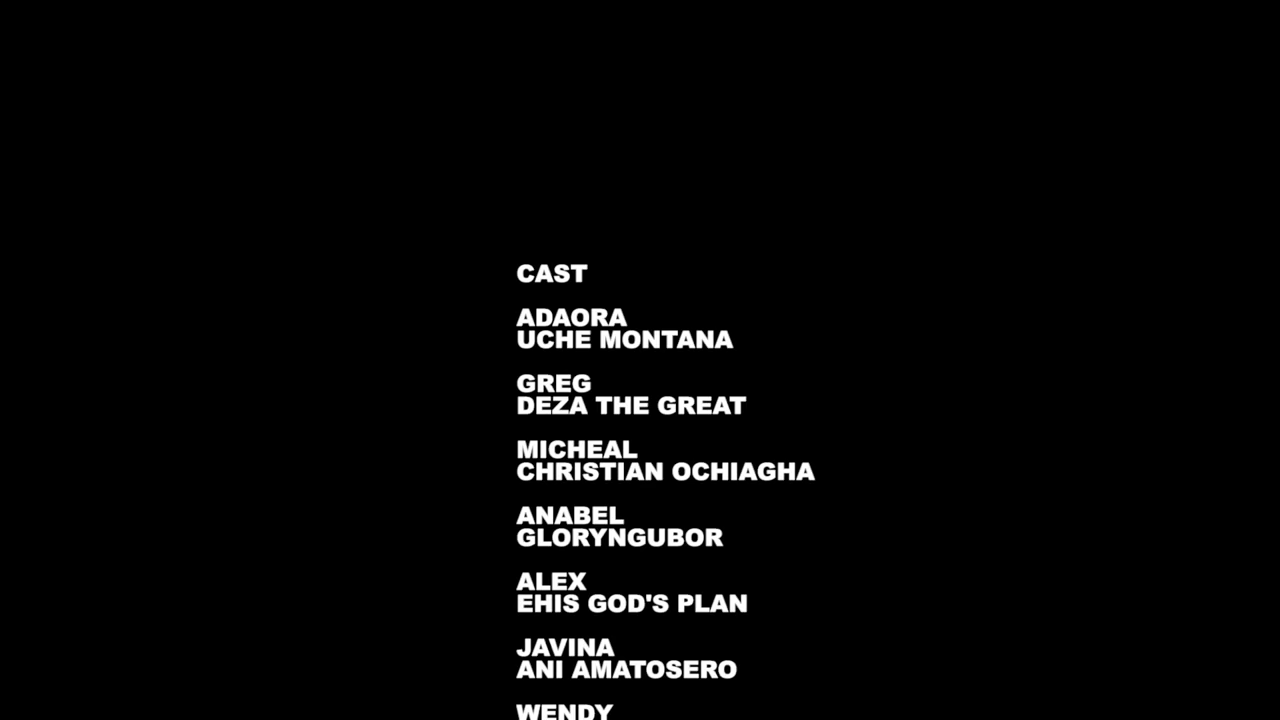 CAST
ADAORA
UCHE MONTANA
GREG
DEZA THE GREAT
MICHEAL
CHRISTIAN OCHIAGHA
ANABEL
GLORYNGUBOR
ALEX
EHIS GOD'S PLAN
JAVINA
ANI AMATOSERO
WENDY